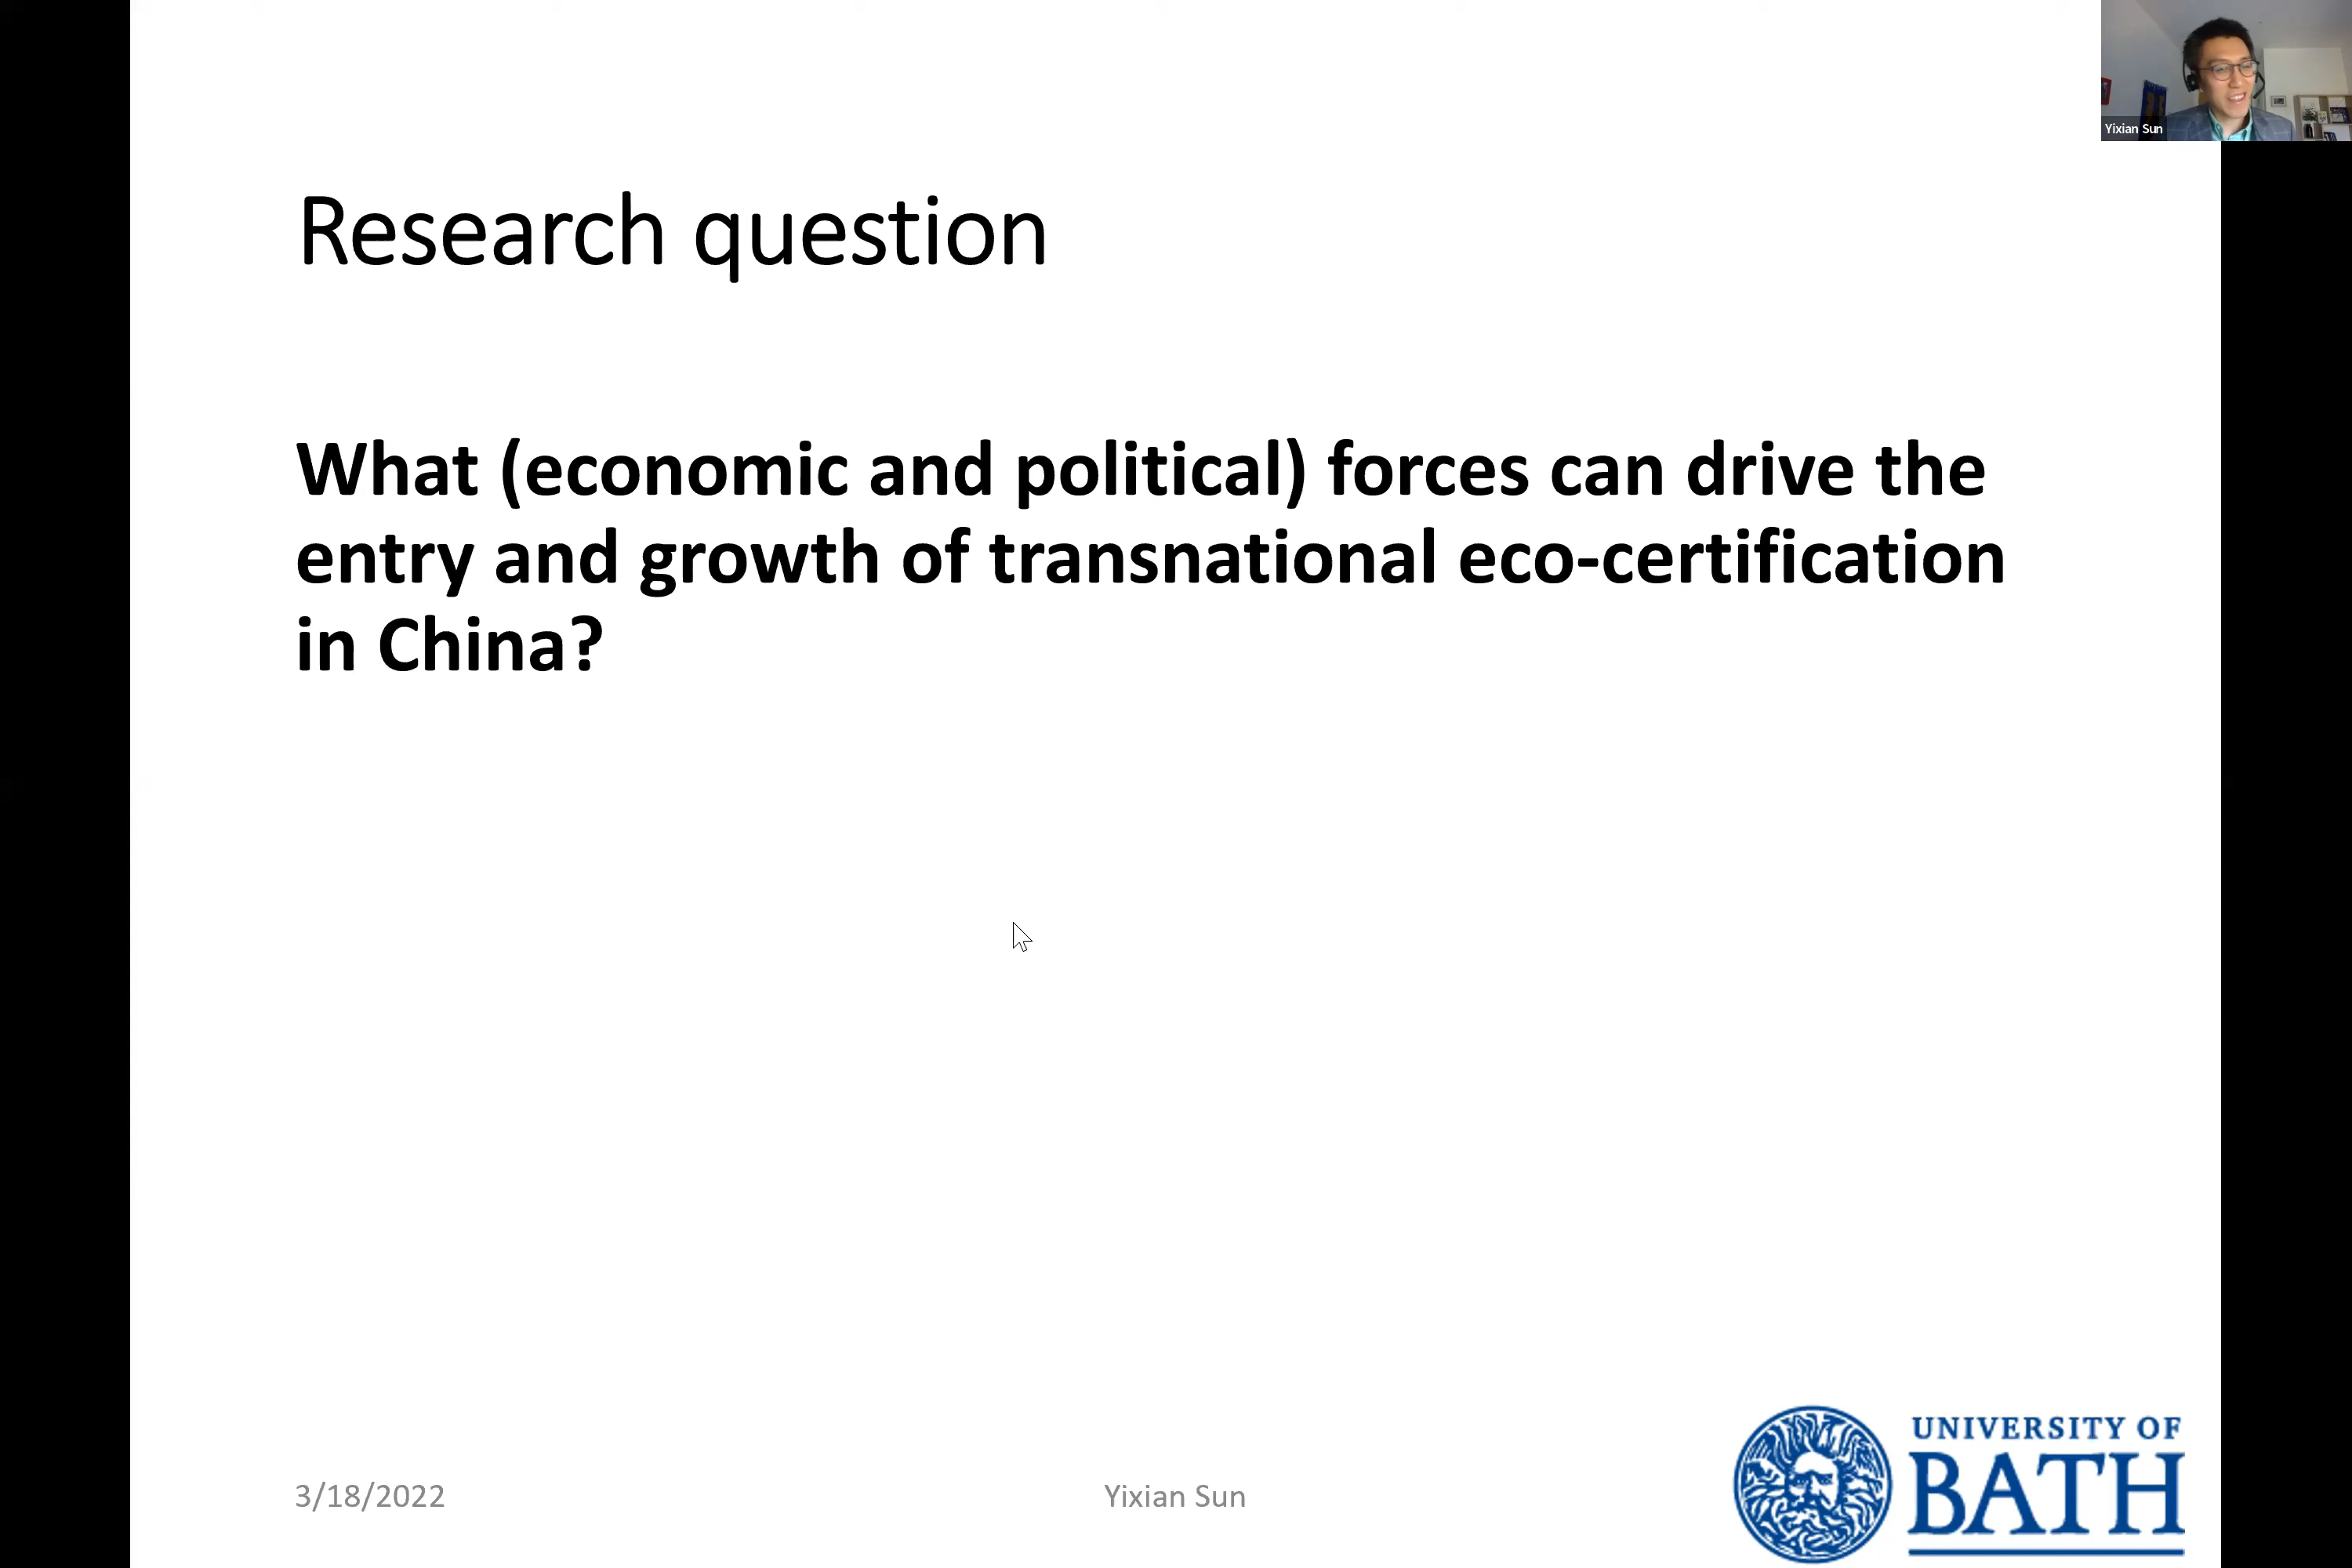 Yixian Sun
Research question
What (economic and political) forces can drive the
entry and growth of transnational eco-certification
in China?
3/18/2022
Yixian Sun
UNIVERSITY OF
BATH